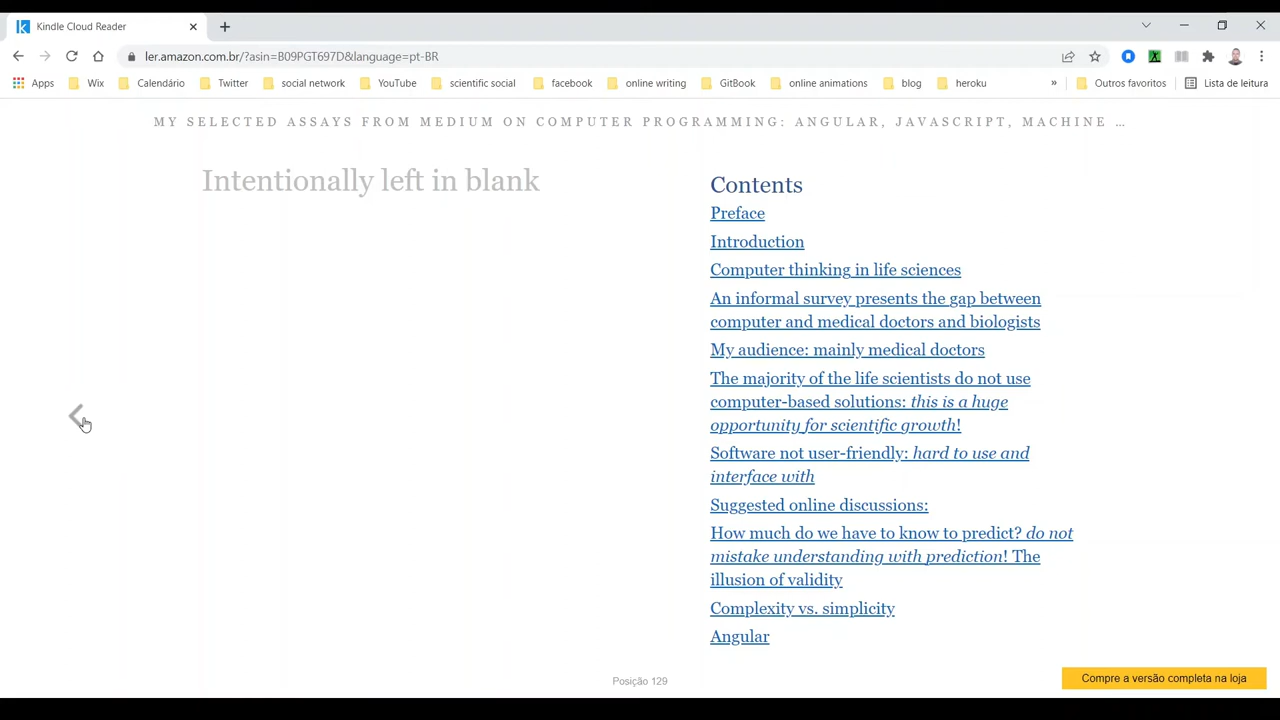 Kindle Cloud Reader
ler.amazon.com.br/?asin=B09PGT697D&language=pt-BR
Apps Wix Calendário Twitter social network YouTube scientific social facebook online writing GitBook online animations blog heroku » Outros favoritos Lista de leitura
MY SELECTED ASSAYS FROM MEDIUM ON COMPUTER PROGRAMMING: ANGULAR, JAVASCRIPT, MACHINE …
Intentionally left in blank
Contents
Preface
Introduction
Computer thinking in life sciences
An informal survey presents the gap between
computer and medical doctors and biologists
My audience: mainly medical doctors
The majority of the life scientists do not use
computer-based solutions: this is a huge
opportunity for scientific growth!
Software not user-friendly: hard to use and
interface with
Suggested online discussions:
How much do we have to know to predict? do not
mistake understanding with prediction! The
illusion of validity
Complexity vs. simplicity
Angular
Posição 129
Compre a versão completa na loja